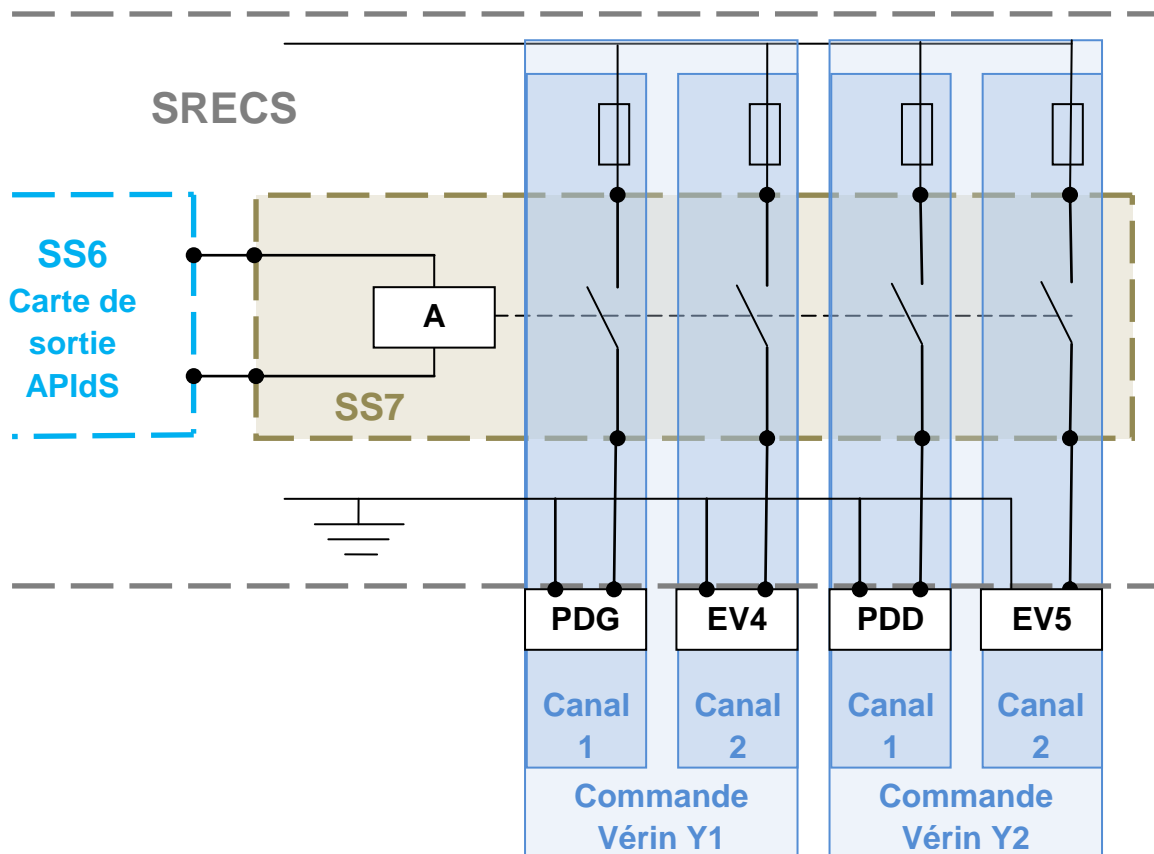 SRECS
SS6
Carte de
sortie
APIdS
A
SS7
PDG
EV4
PDD
EV5
Canal
1
Canal
2
Canal
1
Canal
2
Commande
Vérin Y1
Commande
Vérin Y2